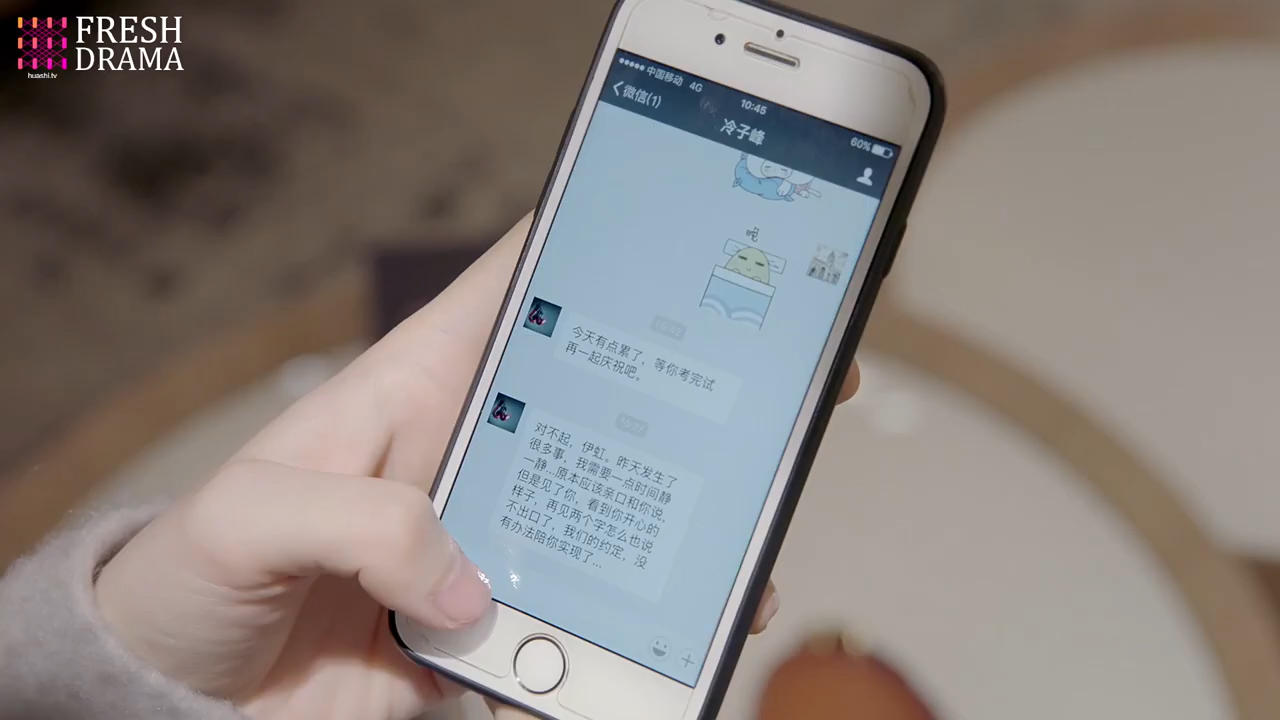 FRESH
DRAMA
huashi.tv
中国移动 4G
10:45
60%
微信(1)
冷子峰
今天有点累了，等你考完试
再一起庆祝吧。
对不起，伊虹。昨天发生了
很多事，我需要一点时间静
一静...原本应该亲口和你说，
但是见了你，看到你开心的
样子，再见两个字怎么也说
不出口了，我们的约定，没
有办法陪你实现了...